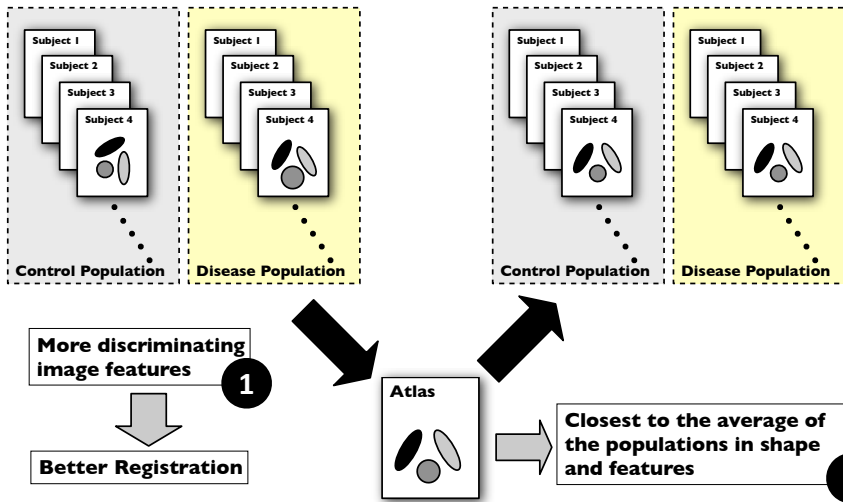 Subject 1
Subject 2
Subject 3
Subject 4
Control Population
Subject 1
Subject 2
Subject 3
Subject 4
Disease Population
Subject 1
Subject 2
Subject 3
Subject 4
Control Population
Subject 1
Subject 2
Subject 3
Subject 4
Disease Population
More discriminating
image features
1
Better Registration
Atlas
Closest to the average of
the populations in shape
and features